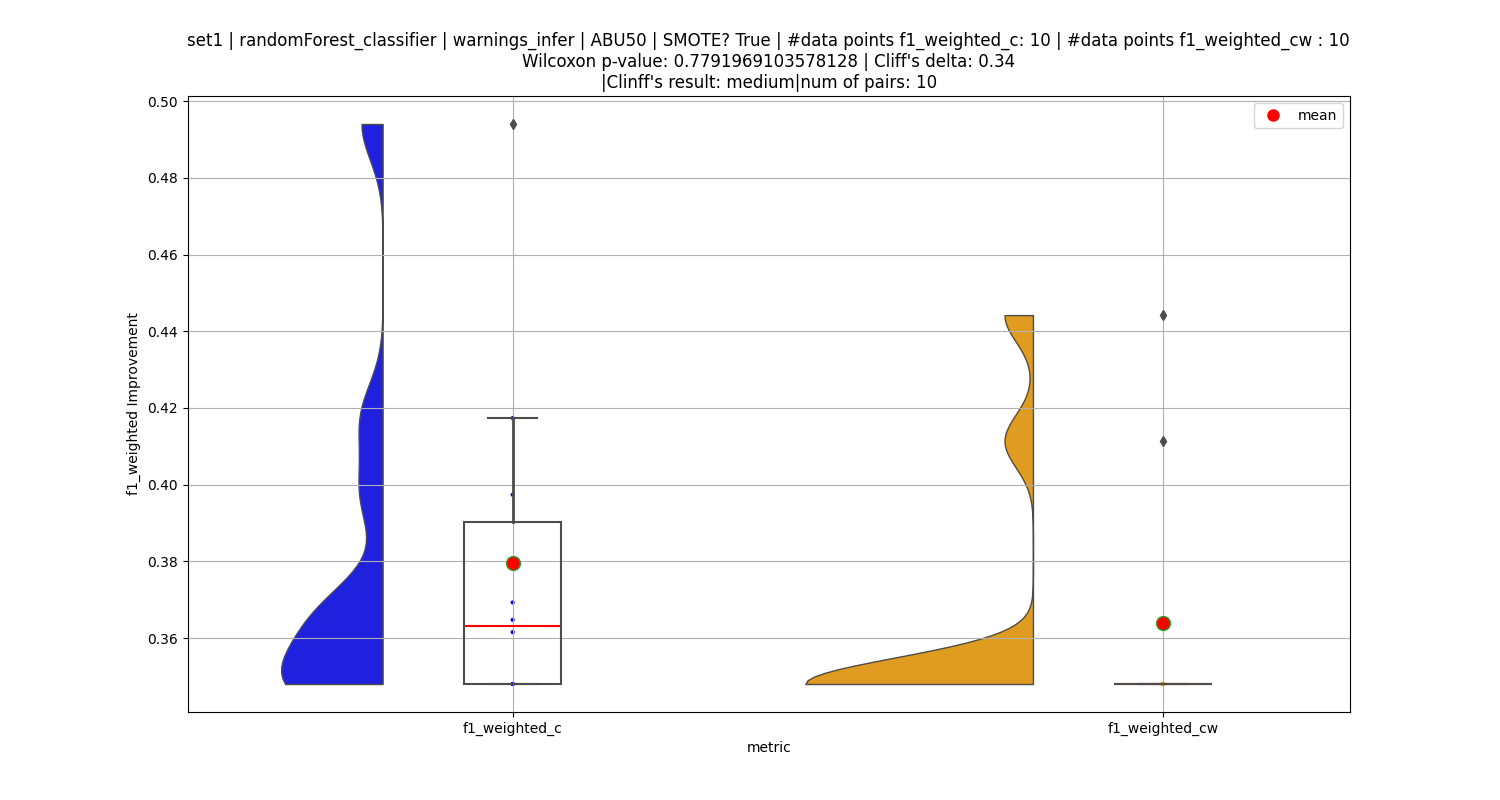 set1 | randomForest_classifier | warnings_infer | ABU50 | SMOTE? True | #data points f1_weighted_c: 10 | #data points f1_weighted_cw : 10
Wilcoxon p-value: 0.7791969103578128 | Cliff's delta: 0.34
|Clinff's result: medium|num of pairs: 10
mean
0.50
0.48
0.46
0.44
0.42
0.40
0.38
0.36
f1_weighted Improvement
f1_weighted_c
f1_weighted_cw
metric